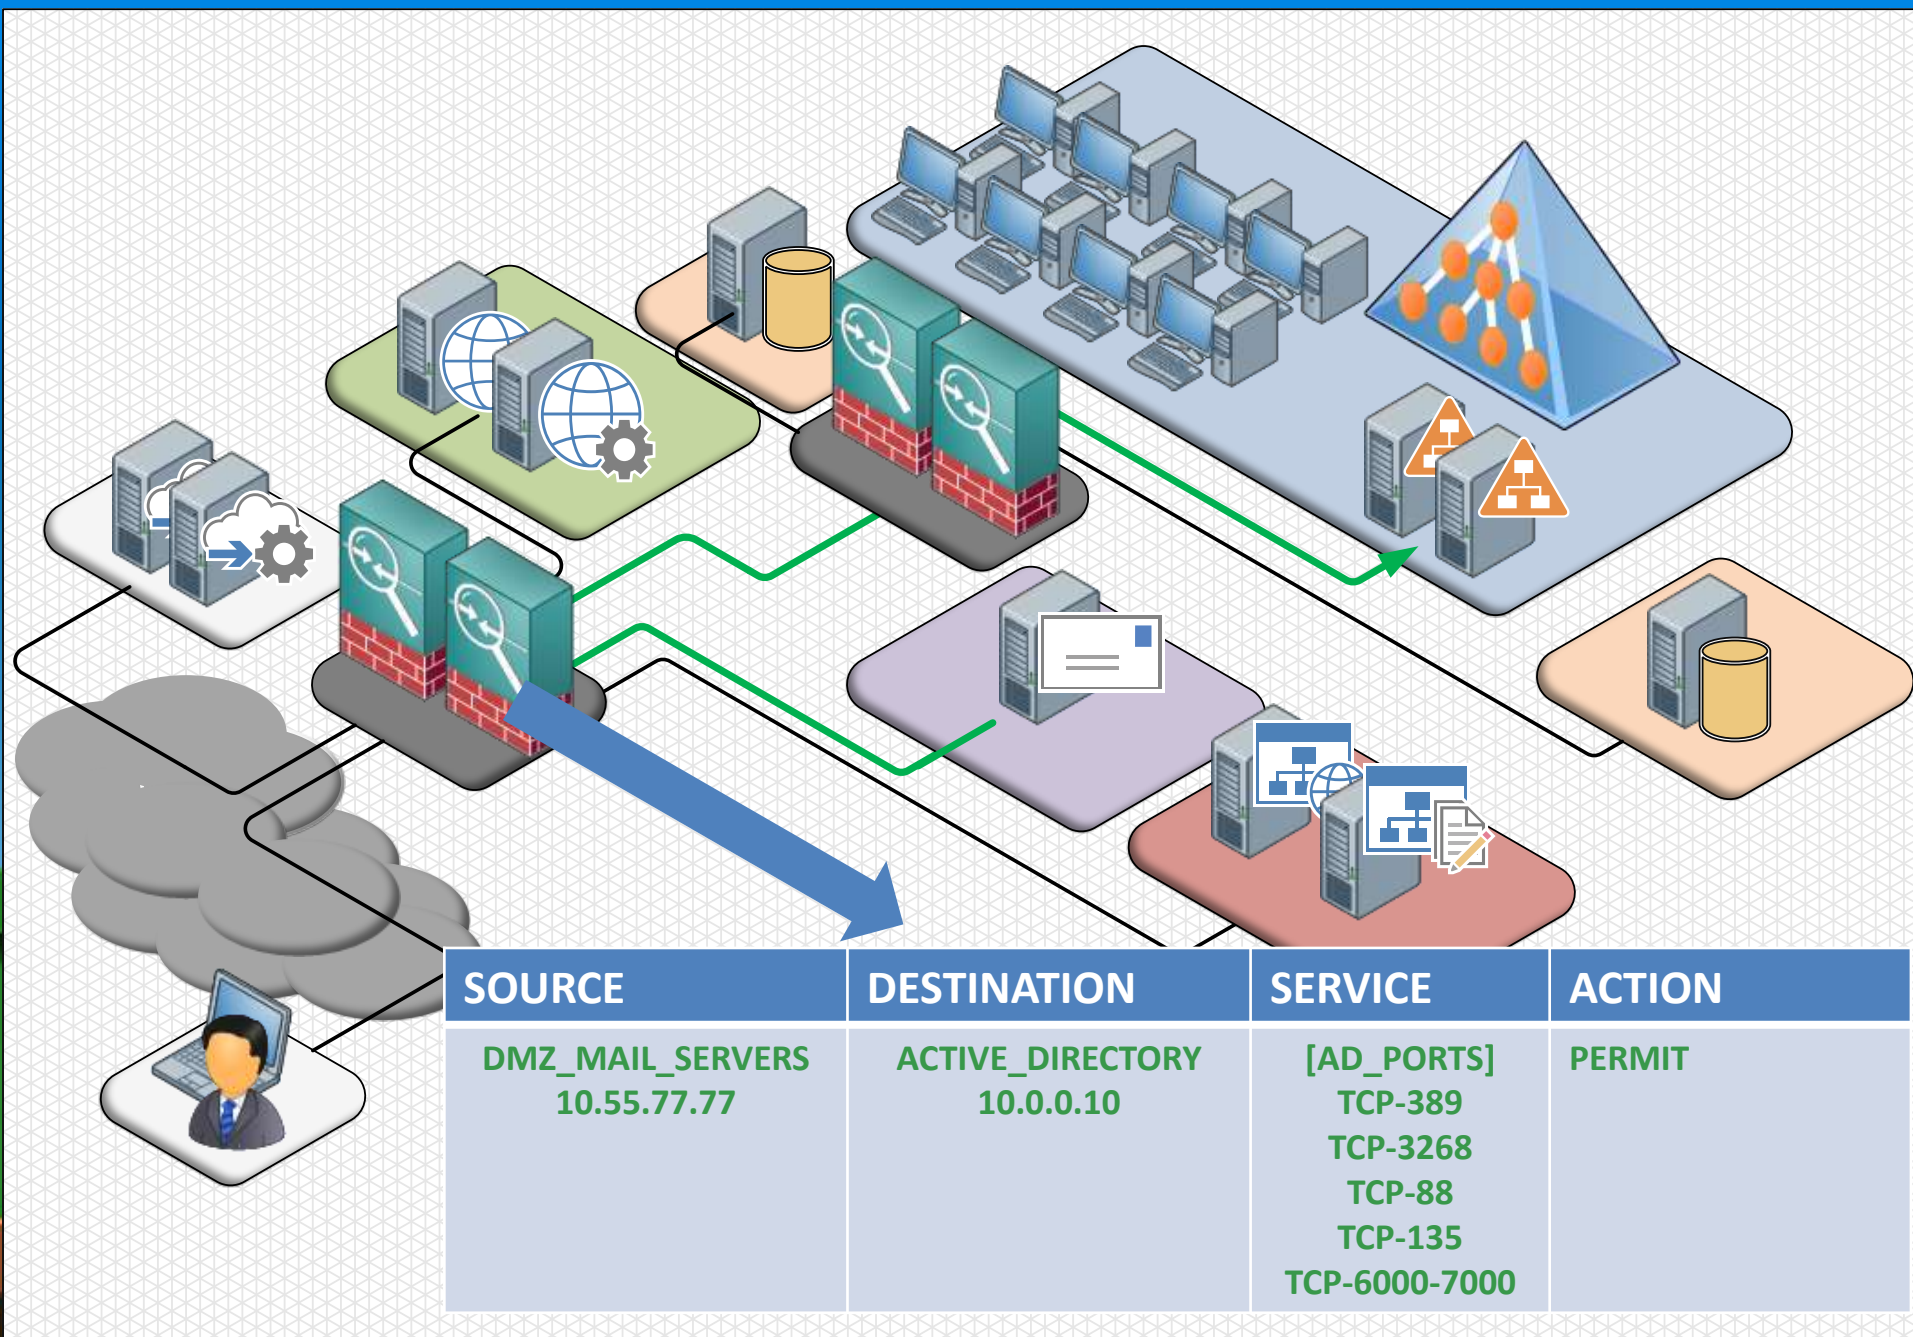 SOURCE DESTINATION SERVICE ACTION
DMZ_MAIL_SERVERS ACTIVE_DIRECTORY [AD_PORTS] PERMIT
10.55.77.77 10.0.0.10 TCP-389
TCP-3268
TCP-88
TCP-135
TCP-6000-7000